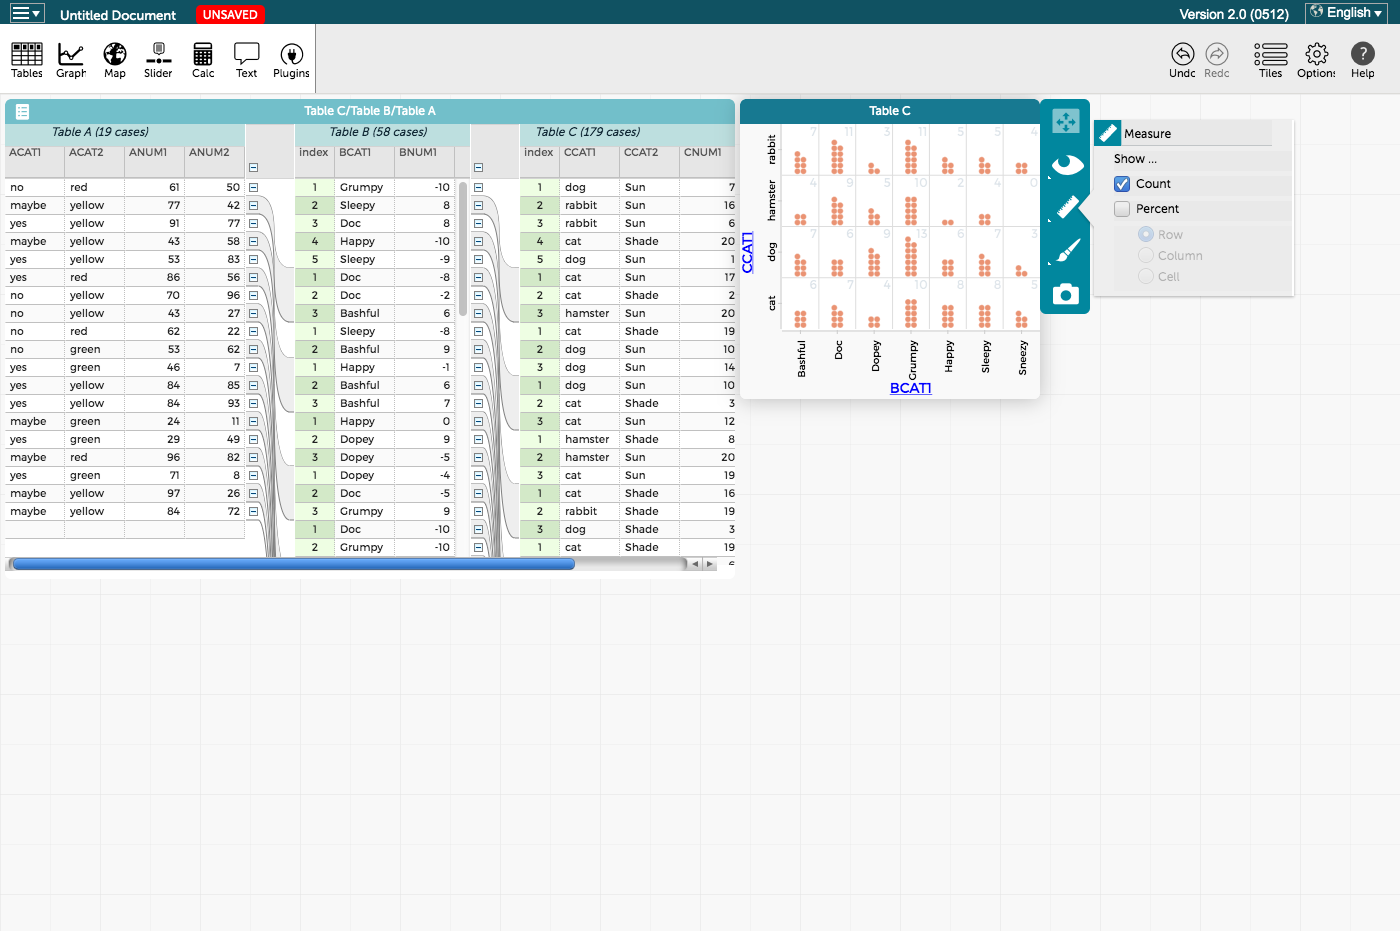 Untitled Document UNSAVED Version 2.0 (0512) English
Tables Graph Map Slider Calc Text Plugins Undo Redo Tiles Options Help
Table C/Table B/Table A
Table A (19 cases) Table B (58 cases) Table C (179 cases)
ACAT1 ACAT2 ANUM1 ANUM2 index BCAT1 BNUM1 index CCAT1 CCAT2 CNUM1
no red 61 50 1 Grumpy -10 1 dog Sun 7
maybe yellow 77 42 2 Sleepy 8 2 rabbit Sun 16
yes yellow 91 77 3 Doc 8 3 rabbit Sun 6
maybe yellow 43 58 4 Happy -10 4 cat Shade 20
yes yellow 53 83 5 Sleepy -9 5 dog Sun 1
yes red 86 56 1 Doc -8 1 cat Sun 17
no yellow 70 96 2 Doc -2 2 cat Sun 2
no yellow 43 27 3 Bashful 6 3 hamster Sun 20
no red 62 22 1 Sleepy -8 1 cat Shade 19
no green 53 62 2 Bashful 9 2 dog Sun 10
yes green 46 7 1 Happy -1 3 dog Sun 14
yes yellow 84 85 2 Bashful 6 1 dog Sun 10
yes yellow 84 93 3 Bashful 7 2 cat Shade 3
maybe green 24 11 1 Happy 0 3 cat Sun 12
yes green 29 49 2 Dopey 9 1 hamster Shade 8
maybe red 96 82 3 Dopey -5 2 hamster Sun 20
yes green 71 8 1 Dopey -4 3 cat Sun 19
maybe yellow 97 26 2 Doc -5 1 cat Shade 16
maybe yellow 84 72 3 Grumpy 9 2 rabbit Shade 19
1 Doc -10 3 dog Shade 3
2 Grumpy -10 1 cat Shade 19
Table C
CCAT1
rabbit 7 11 3 11 5 5 4
hamster 4 9 5 10 2 4 0
dog 7 6 9 13 6 7 3
cat 6 7 4 10 8 8 5
Bashful Doc Dopey Grumpy Happy Sleepy Sneezy
BCAT1
Measure
Show ...
Count
Percent
Row
Column
Cell